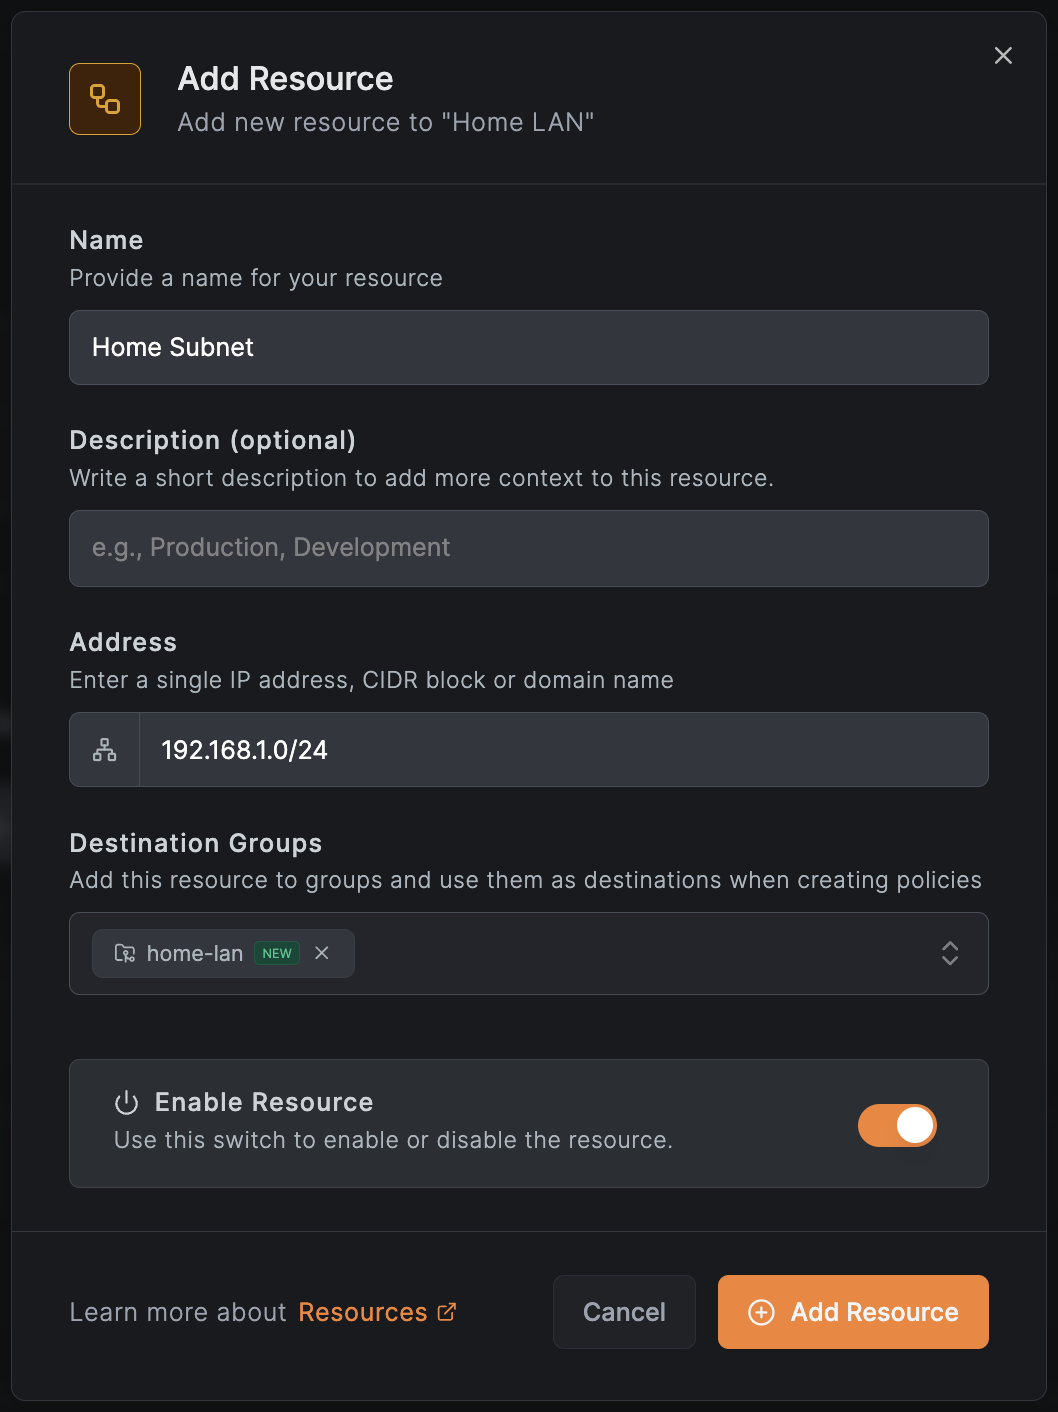 Add Resource
Add new resource to "Home LAN"
Name
Provide a name for your resource
Home Subnet
Description (optional)
Write a short description to add more context to this resource.
e.g., Production, Development
Address
Enter a single IP address, CIDR block or domain name
192.168.1.0/24
Destination Groups
Add this resource to groups and use them as destinations when creating policies
home-lan NEW
Enable Resource
Use this switch to enable or disable the resource.
Learn more about Resources
Cancel
Add Resource